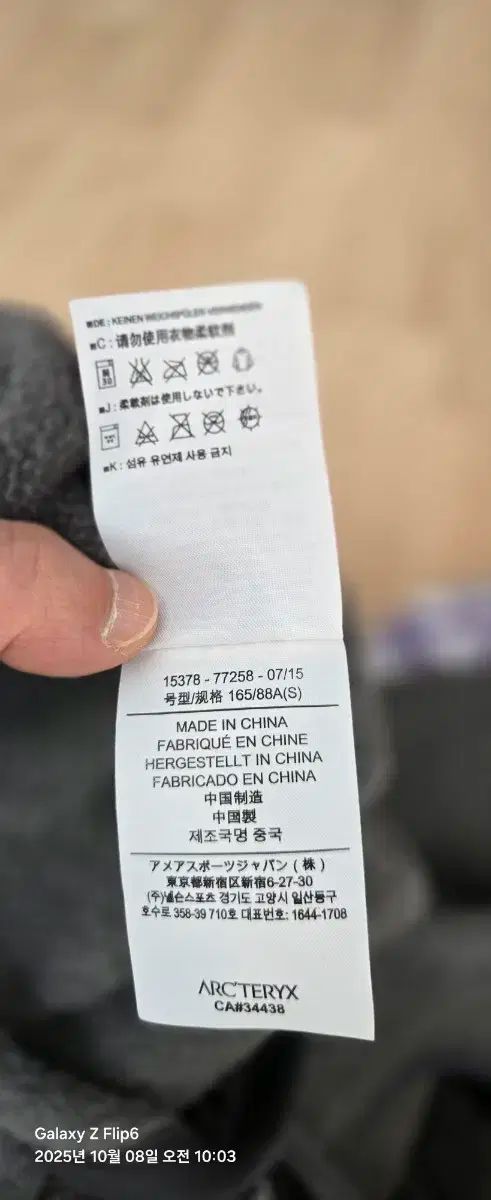 ■DE : KEINEN WEICHSPÜLER VERWENDEN
■C : 请勿使用衣物柔软剂
■J : 柔軟剤は使用しないで下さい。
■K : 섬유 유연제 사용 금지
15378 - 77258 - 07/15
号型/规格 165/88A(S)
MADE IN CHINA
FABRIQUÉ EN CHINE
HERGESTELLT IN CHINA
FABRICADO EN CHINA
中国制造
中国製
제조국명 중국
アメアスポーツジャパン ( 株 )
東京都新宿区新宿6-27-30
(주)넬슨스포츠 경기도 고양시 일산동구
호수로 358-39 710호 대표번호: 1644-1708
ARC'TERYX
CA#34438
Galaxy Z Flip6
2025년 10월 08일 오전 10:03